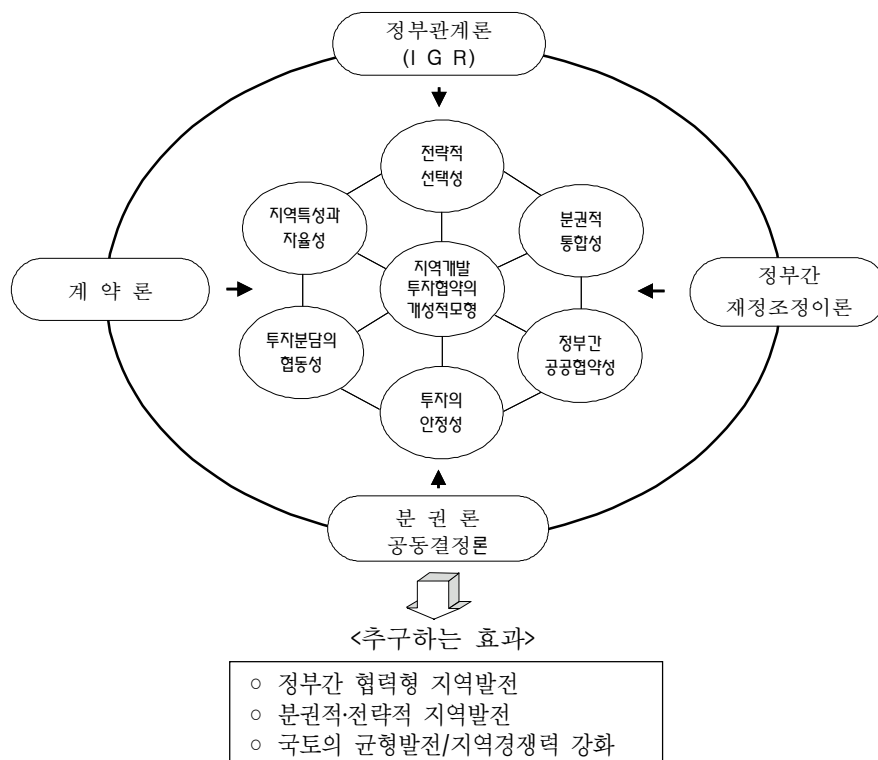 정부관계론
(I G R)
전략적
선택성
지역특성과
자율성
분권적
통합성
계 약 론
지역개발
투자협약의
개성적모형
정부간
재정조정이론
투자분담의
협동성
정부간
공공협약성
투자의
안정성
분 권 론
공동결정론
<추구하는 효과>
○ 정부간 협력형 지역발전
○ 분권적·전략적 지역발전
○ 국토의 균형발전/지역경쟁력 강화